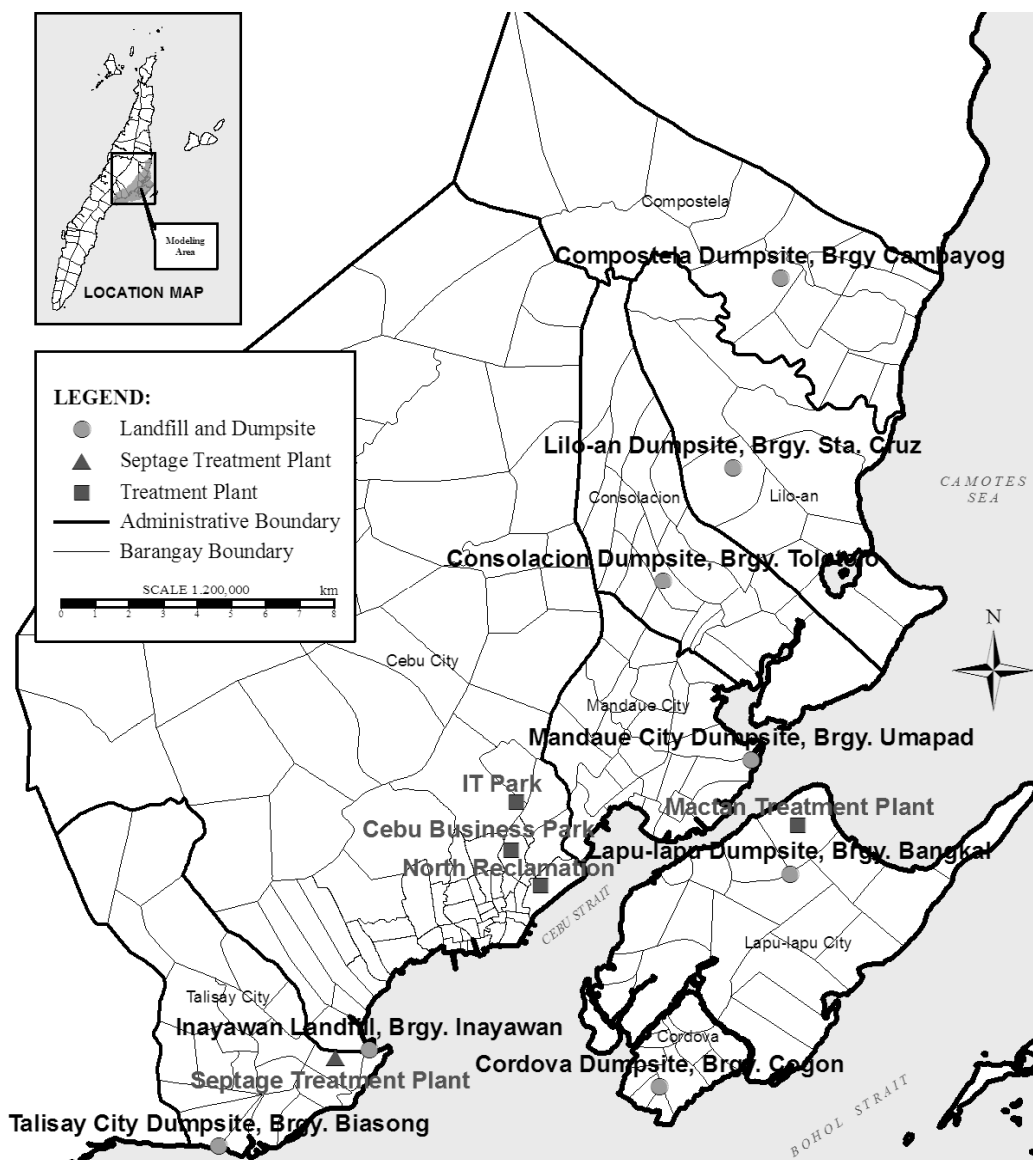 Modeling
Area
LOCATION MAP
LEGEND:
Landfill and Dumpsite
Septage Treatment Plant
Treatment Plant
Administrative Boundary
Barangay Boundary
SCALE 1:200,000 km
0 1 2 3 4 5 6 7 8
Compostela
Compostela Dumpsite, Brgy Cambayog
Lilo-an Dumpsite, Brgy. Sta. Cruz
Consolacion
Lilo-an
CAMOTES
SEA
Consolacion Dumpsite, Brgy. Tolotolo
N
Cebu City
Mandaue City
Mandaue City Dumpsite, Brgy. Umapad
IT Park
Mactan Treatment Plant
Cebu Business Park
Lapu-lapu Dumpsite, Brgy. Bangkal
North Reclamation
CEBU STRAIT
Lapu-lapu City
Talisay City
Inayawan Landfill, Brgy. Inayawan
Cordova
Cordova Dumpsite, Brgy. Cogon
Septage Treatment Plant
Talisay City Dumpsite, Brgy. Biasong
BOHOL STRAIT